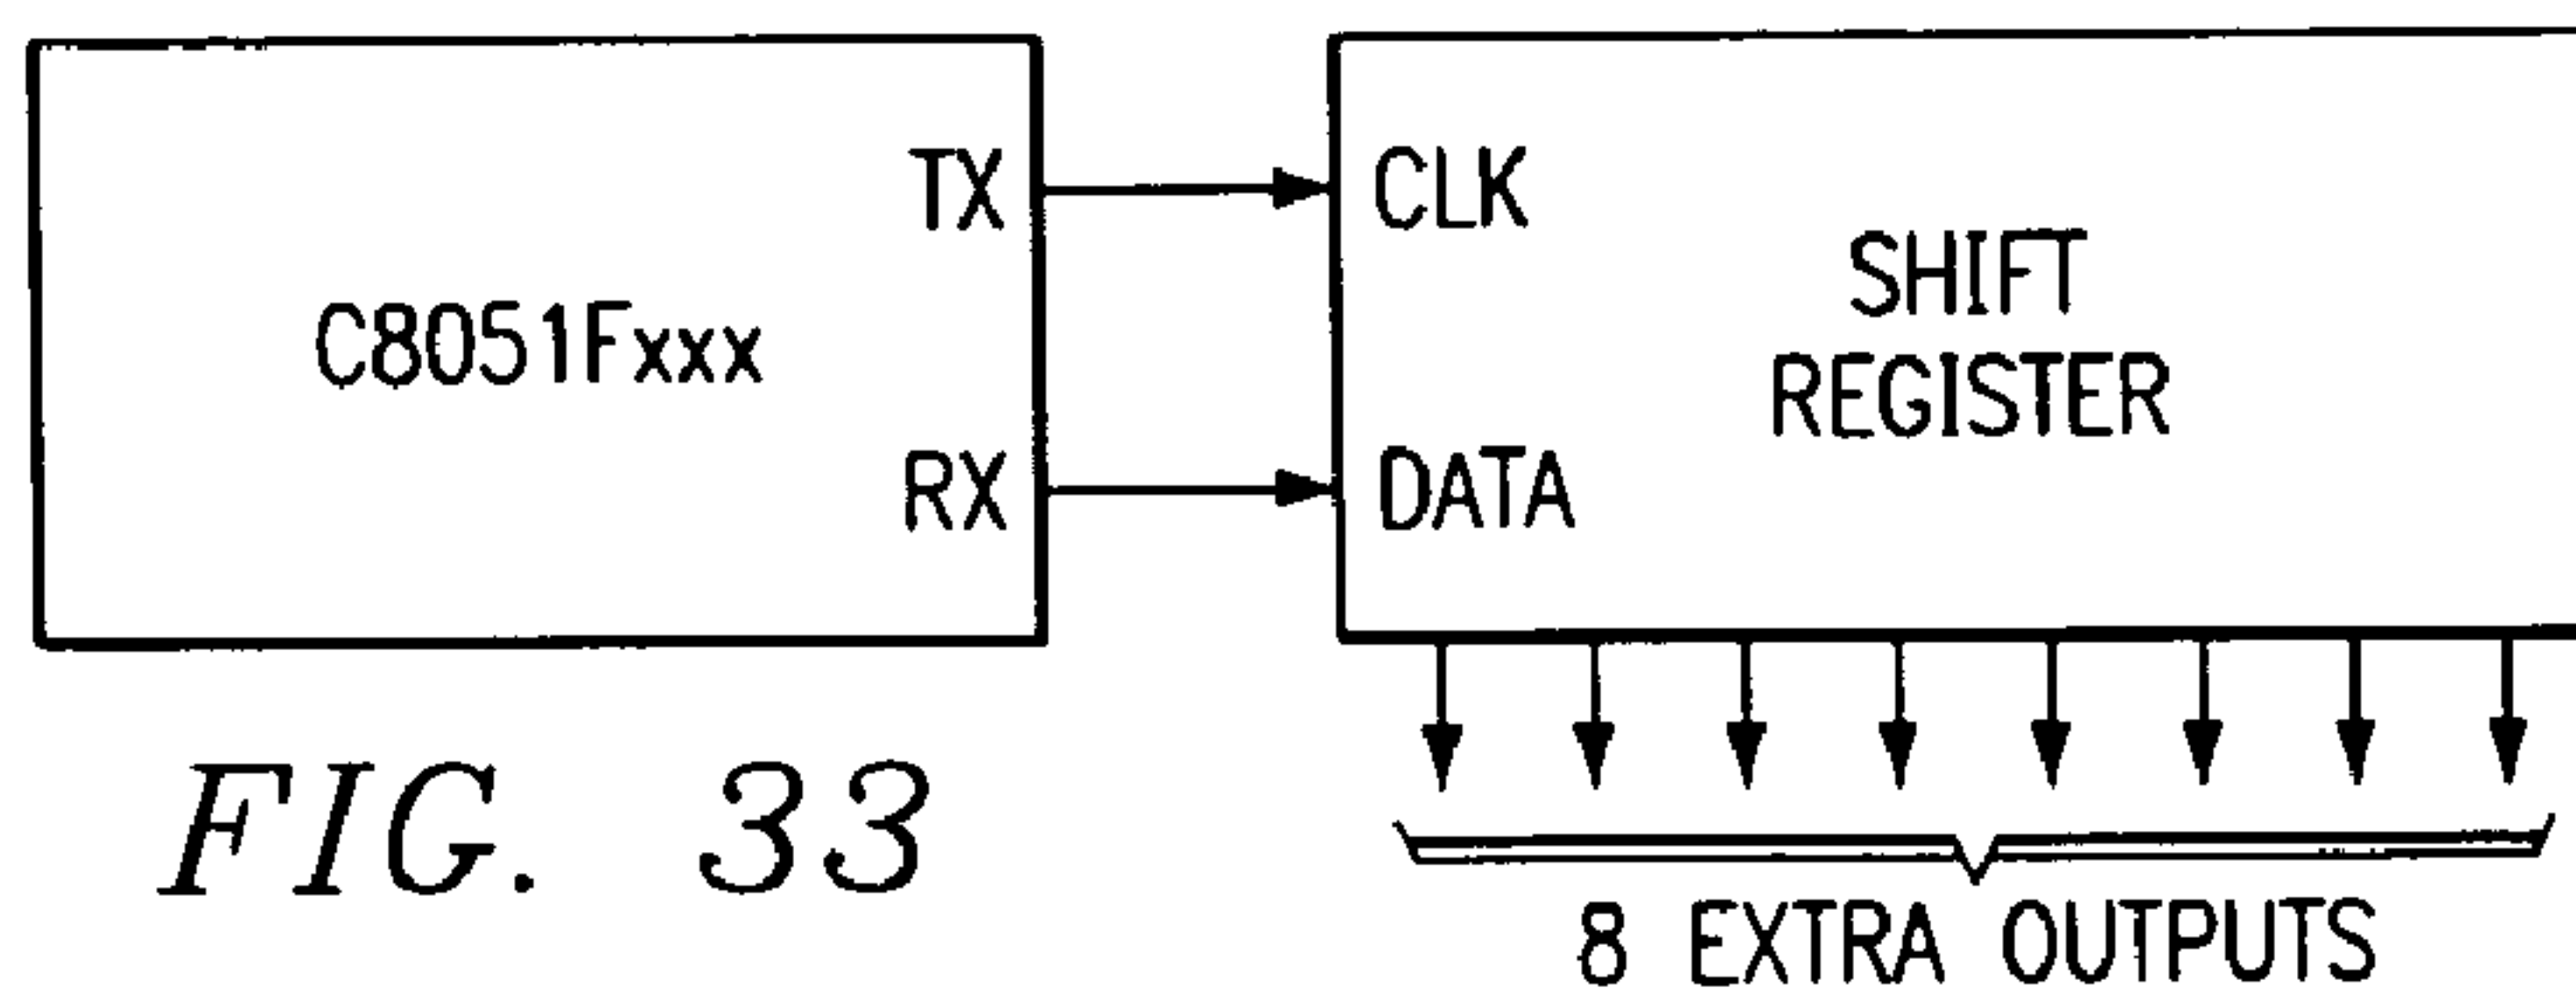 TX
CLK
C8051Fxxx
SHIFT
REGISTER
RX
DATA
FIG. 33
8 EXTRA OUTPUTS